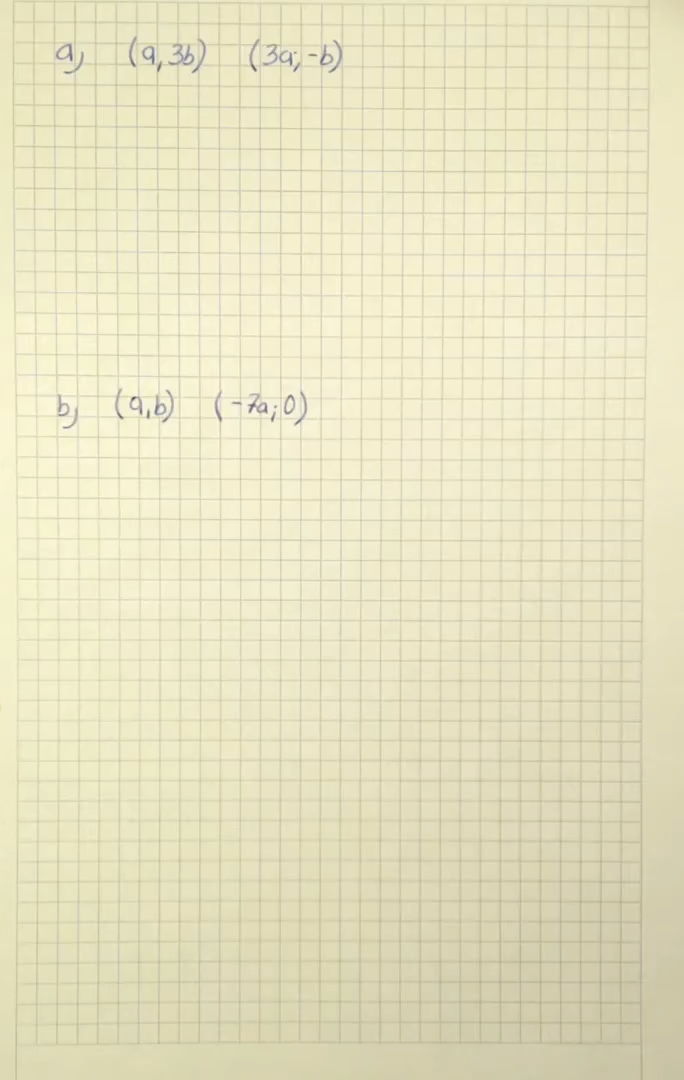 a) (a, 3b) (3a; -b)
b) (a, b) (-7a; 0)